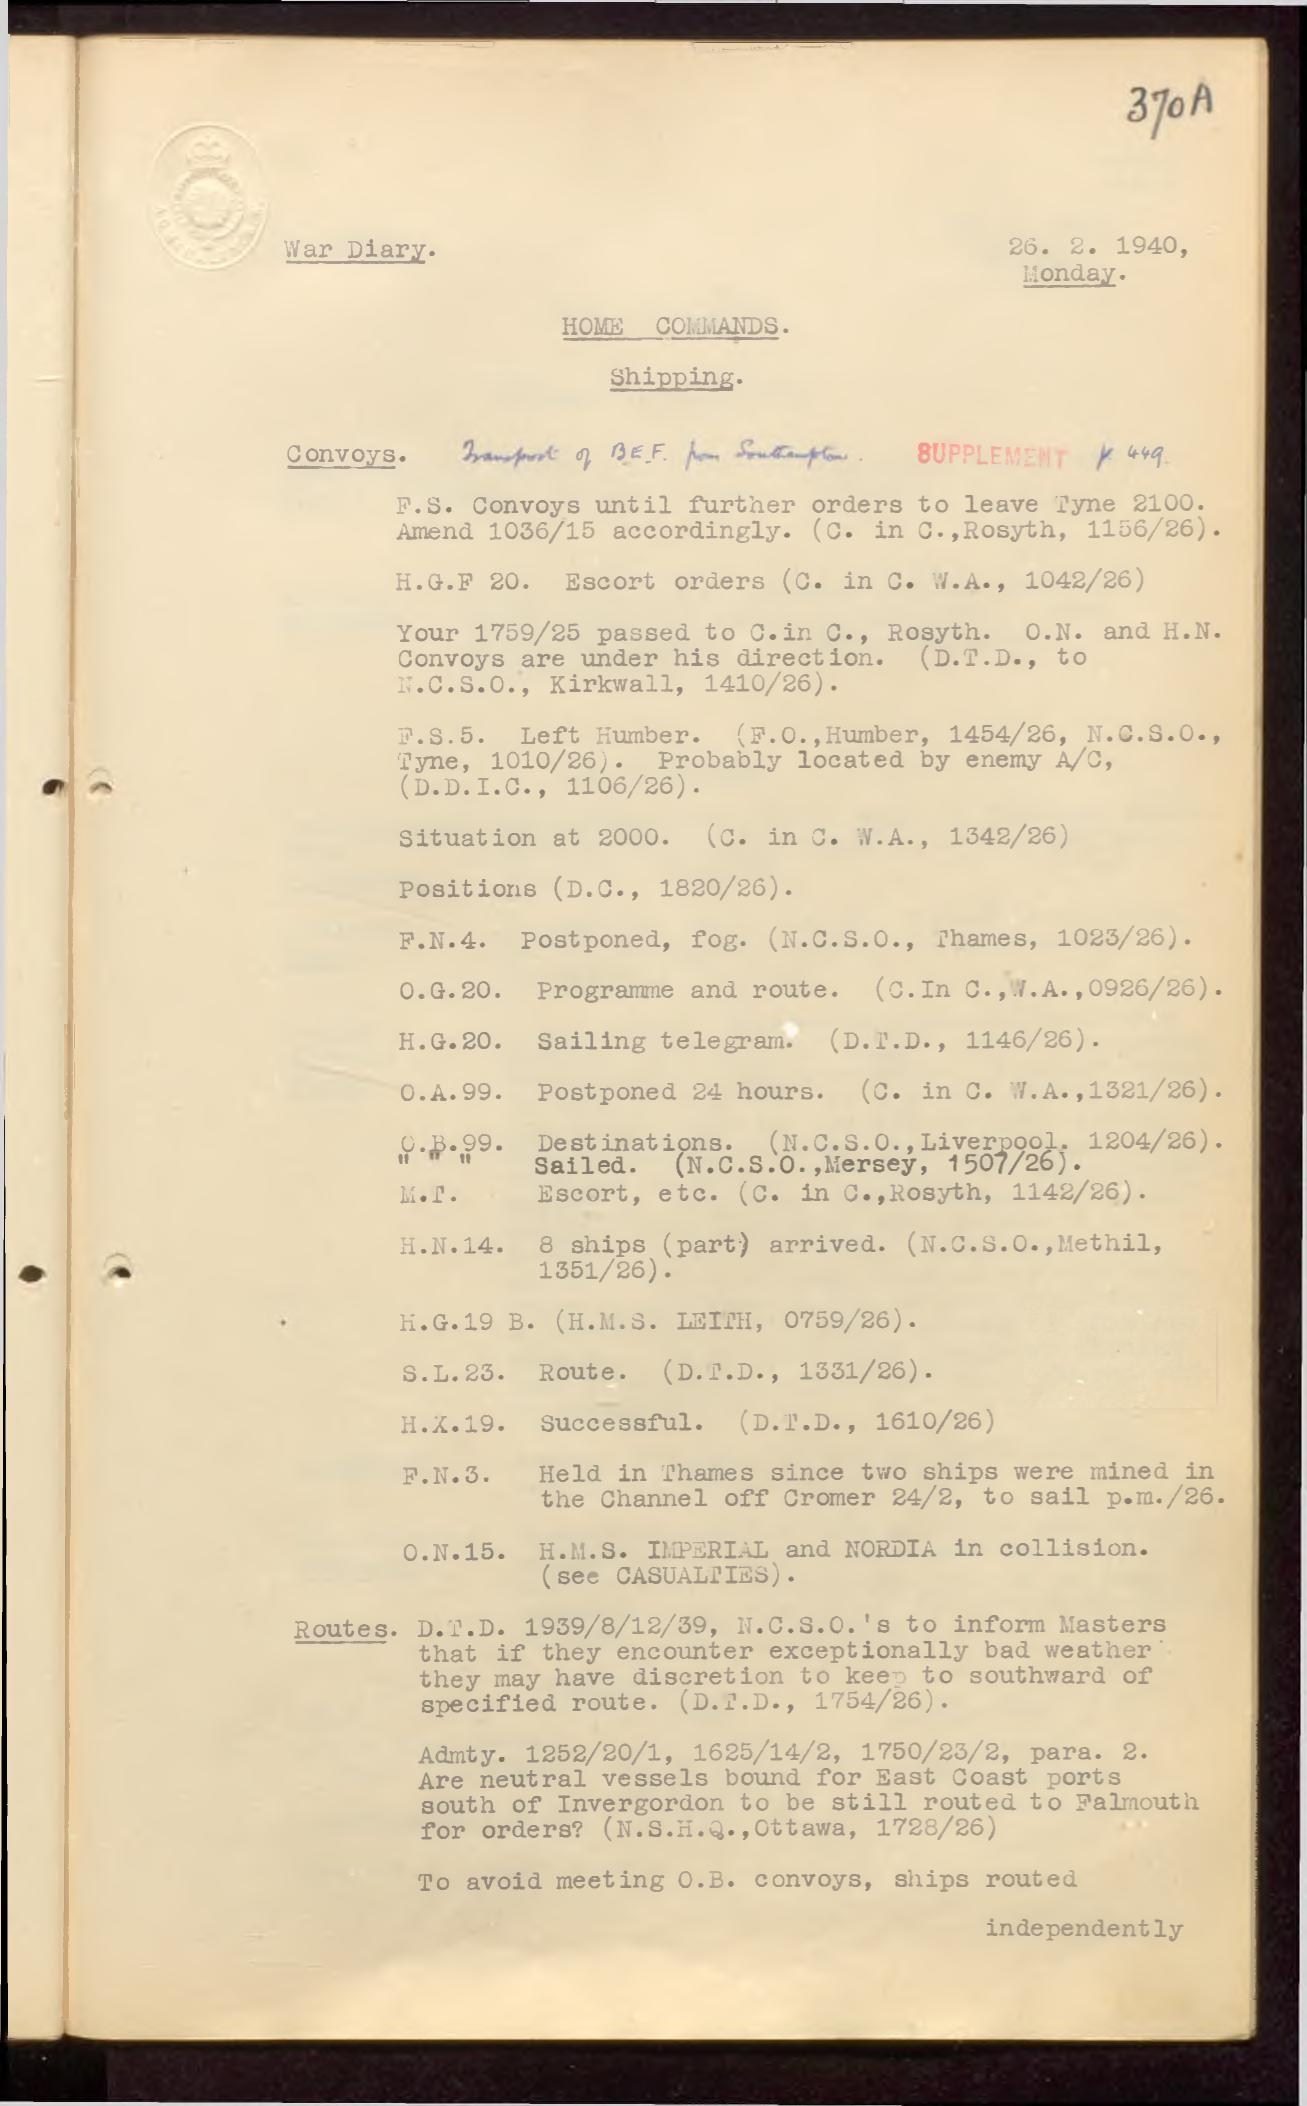 370A
War Diary.
26. 2. 1940,
Monday.
HOME COMMANDS.
Shipping.
Convoys. Transport of B.E.F. from Southampton. SUPPLEMENT p 449.
F.S. Convoys until further orders to leave Tyne 2100.
Amend 1036/15 accordingly. (C. in C.,Rosyth, 1156/26).
H.G.F 20. Escort orders (C. in C. W.A., 1042/26)
Your 1759/25 passed to C.in C., Rosyth. O.N. and H.N.
Convoys are under his direction. (D.T.D., to
N.C.S.O., Kirkwall, 1410/26).
F.S.5. Left Humber. (F.O.,Humber, 1454/26, N.C.S.O.,
Tyne, 1010/26). Probably located by enemy A/C,
(D.D.I.C., 1106/26).
Situation at 2000. (C. in C. W.A., 1342/26)
Positions (D.C., 1820/26).
F.N.4. Postponed, fog. (N.C.S.O., Thames, 1023/26).
O.G.20. Programme and route. (C.In C.,W.A.,0926/26).
H.G.20. Sailing telegram. (D.T.D., 1146/26).
O.A.99. Postponed 24 hours. (C. in C. W.A.,1321/26).
O.B.99. Destinations. (N.C.S.O.,Liverpool. 1204/26).
" " " Sailed. (N.C.S.O.,Mersey, 1507/26).
M.T. Escort, etc. (C. in C.,Rosyth, 1142/26).
H.N.14. 8 ships (part) arrived. (N.C.S.O.,Methil,
1351/26).
H.G.19 B. (H.M.S. LEITH, 0759/26).
S.L.23. Route. (D.T.D., 1331/26).
H.X.19. Successful. (D.T.D., 1610/26)
F.N.3. Held in Thames since two ships were mined in
the Channel off Cromer 24/2, to sail p.m./26.
O.N.15. H.M.S. IMPERIAL and NORDIA in collision.
(see CASUALTIES).
Routes. D.T.D. 1939/8/12/39, N.C.S.O.'s to inform Masters
that if they encounter exceptionally bad weather
they may have discretion to keep to southward of
specified route. (D.T.D., 1754/26).
Admty. 1252/20/1, 1625/14/2, 1750/23/2, para. 2.
Are neutral vessels bound for East Coast ports
south of Invergordon to be still routed to Falmouth
for orders? (N.S.H.Q.,Ottawa, 1728/26)
To avoid meeting O.B. convoys, ships routed
independently